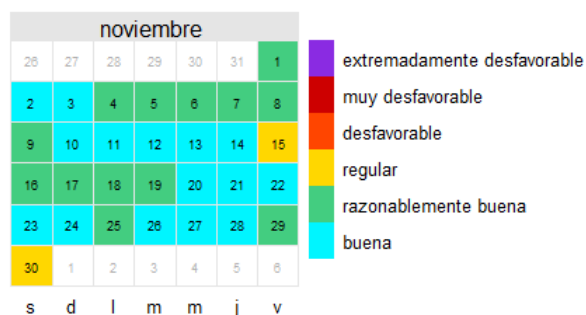 noviembre
26 27 28 29 30 31 1
2 3 4 5 6 7 8
9 10 11 12 13 14 15
16 17 18 19 20 21 22
23 24 25 26 27 28 29
30 1 2 3 4 5 6
s d l m m j v
extremadamente desfavorable
muy desfavorable
desfavorable
regular
razonablemente buena
buena